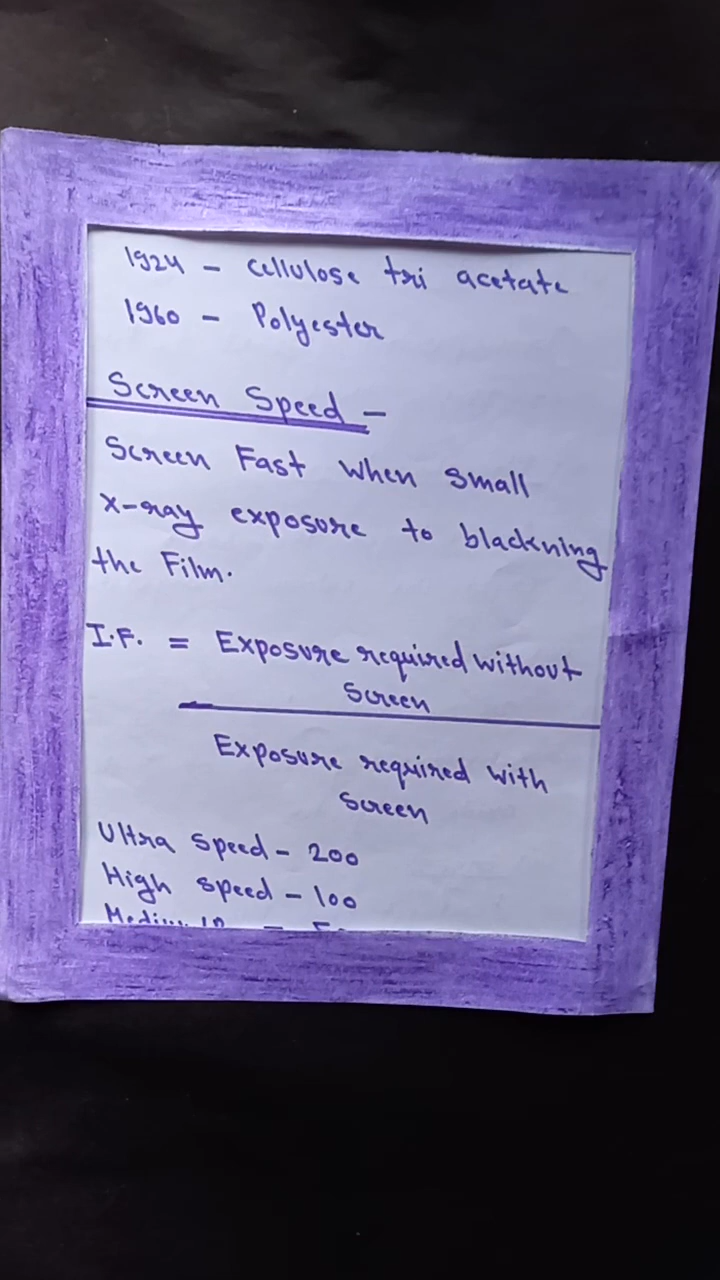 1924 - Cellulose tri acetate
1960 - Polyester
Screen Speed -
Screen Fast When Small
X-ray exposure to blackning
the Film.
I.F. = Exposure required without
Screen
Exposure required with
Screen
Ultra Speed - 200
High speed - 100